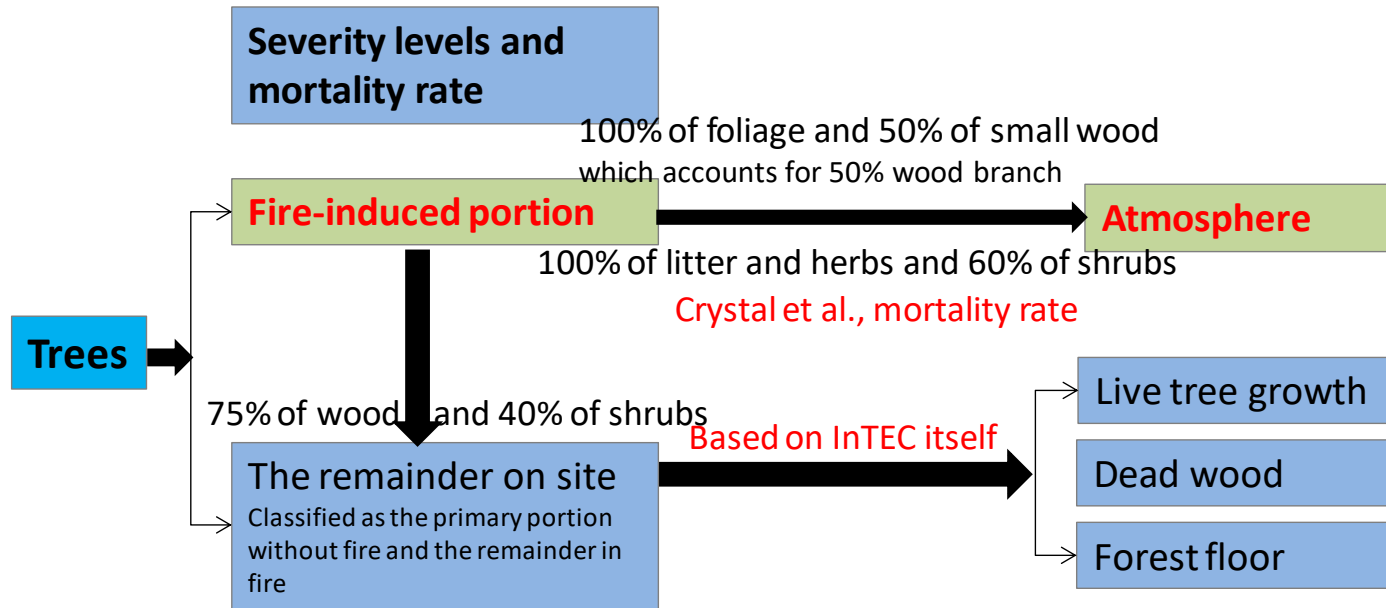 Severity levels and
mortality rate
100% of foliage and 50% of small wood
which accounts for 50% wood branch
Fire-induced portion
Atmosphere
100% of litter and herbs and 60% of shrubs
Crystal et al., mortality rate
Trees
75% of wood and 40% of shrubs
Based on InTEC itself
The remainder on site
Classified as the primary portion
without fire and the remainder in
fire
Live tree growth
Dead wood
Forest floor